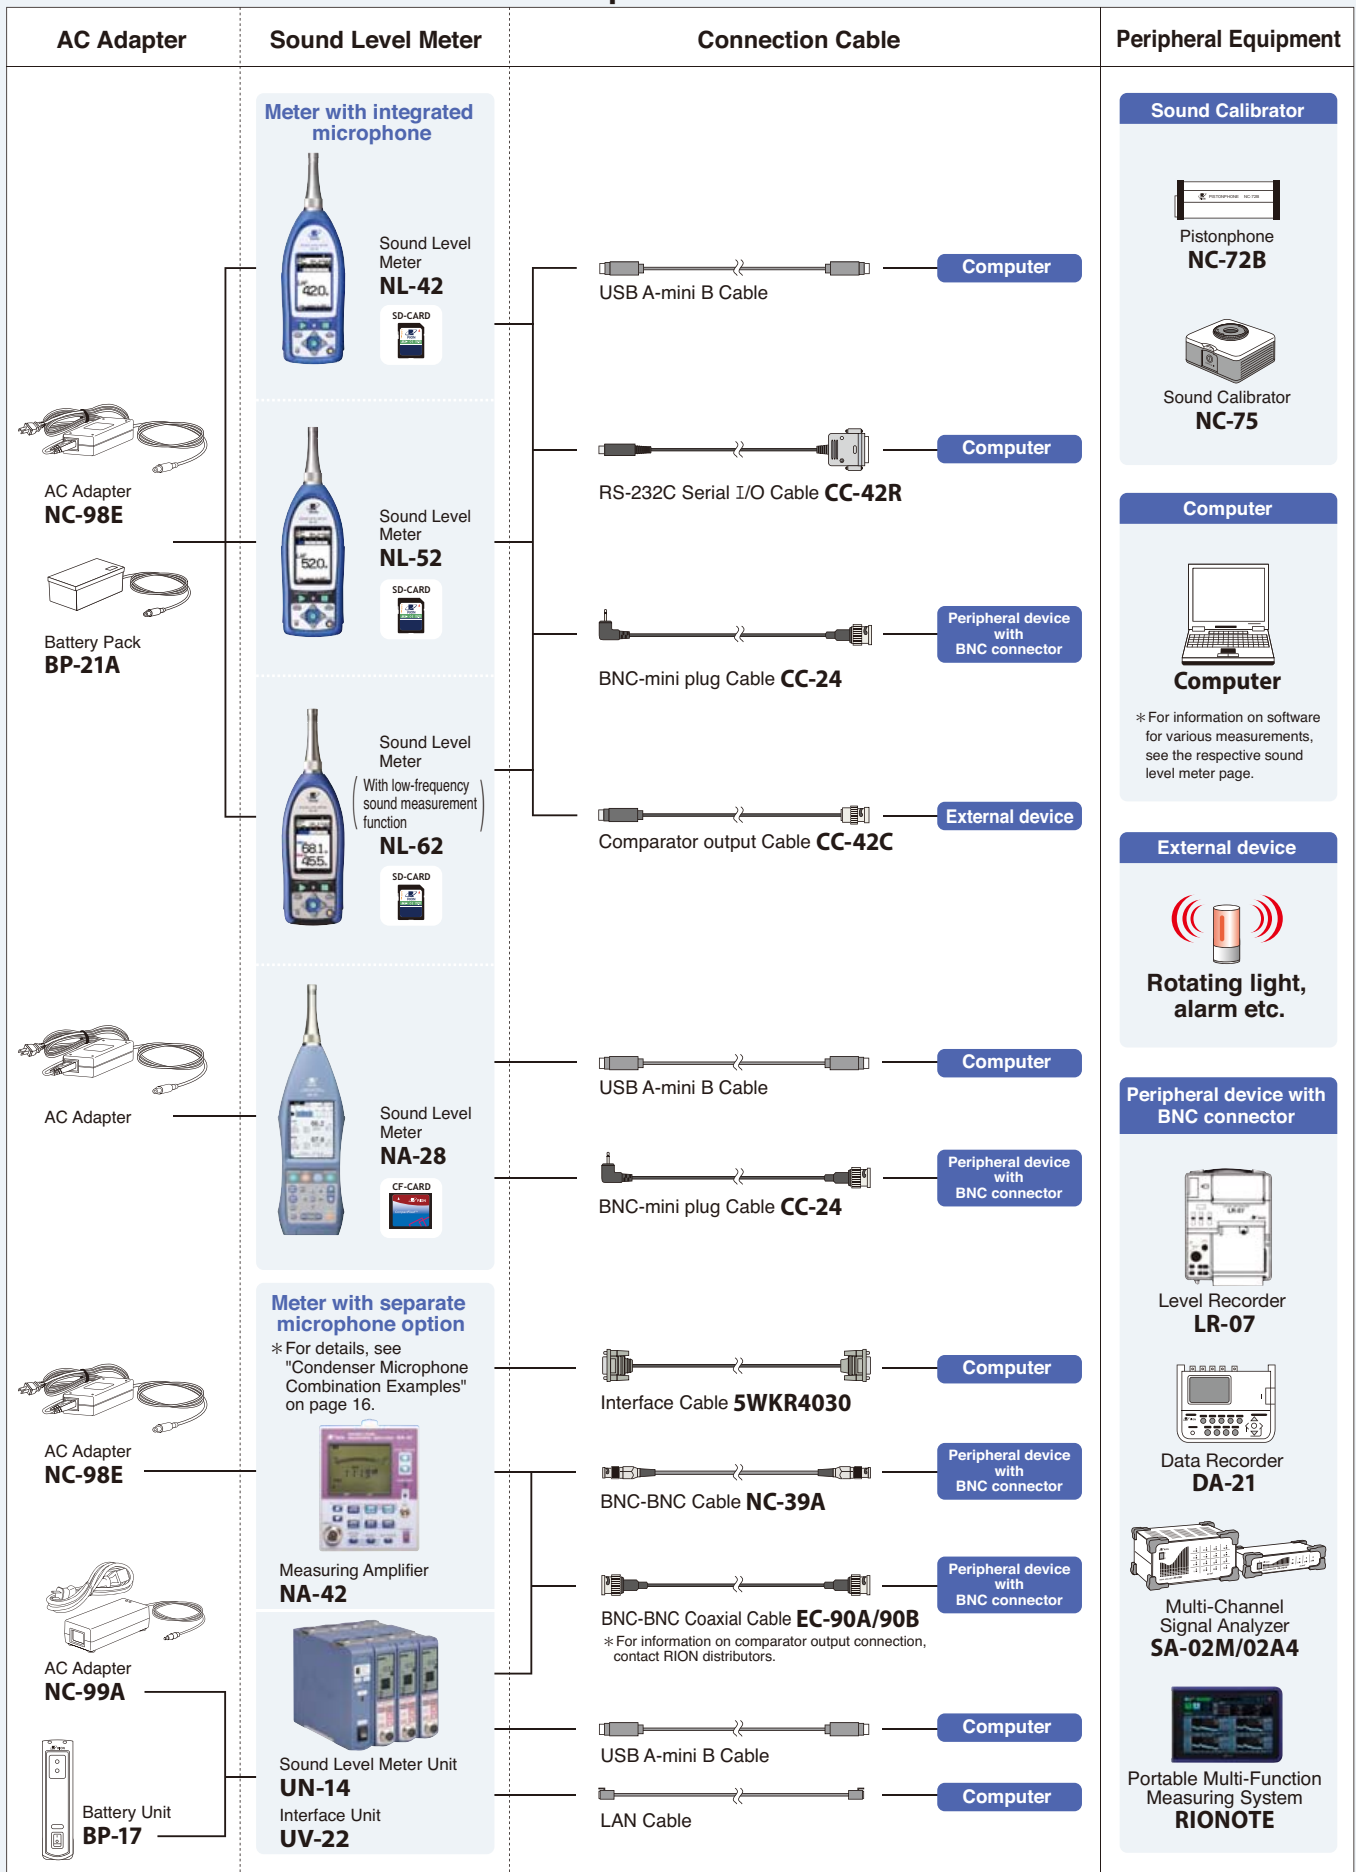 AC Adapter
Sound Level Meter
Connection Cable
Peripheral Equipment
Meter with integrated
microphone
Sound Level
Meter
NL-42
SD-CARD
Sound Level
Meter
NL-52
SD-CARD
Sound Level
Meter
With low-frequency
sound measurement
function
NL-62
SD-CARD
Sound Level
Meter
NA-28
CF-CARD
AC Adapter
NC-98E
Battery Pack
BP-21A
AC Adapter
AC Adapter
NC-98E
AC Adapter
NC-99A
Battery Unit
BP-17
Meter with separate
microphone option
*For details, see
"Condenser Microphone
Combination Examples"
on page 16.
Measuring Amplifier
NA-42
Sound Level Meter Unit
UN-14
Interface Unit
UV-22
USB A-mini B Cable
Computer
RS-232C Serial I/O Cable CC-42R
Computer
BNC-mini plug Cable CC-24
Peripheral device
with
BNC connector
Comparator output Cable CC-42C
External device
USB A-mini B Cable
Computer
BNC-mini plug Cable CC-24
Peripheral device
with
BNC connector
Interface Cable 5WKR4030
Computer
BNC-BNC Cable NC-39A
Peripheral device
with
BNC connector
BNC-BNC Coaxial Cable EC-90A/90B
*For information on comparator output connection,
contact RION distributors.
Peripheral device
with
BNC connector
USB A-mini B Cable
Computer
LAN Cable
Computer
Sound Calibrator
PISTONPHONE NC-72B
Pistonphone
NC-72B
Sound Calibrator
NC-75
Computer
Computer
*For information on software
for various measurements,
see the respective sound
level meter page.
External device
Rotating light,
alarm etc.
Peripheral device with
BNC connector
LR-07
Level Recorder
LR-07
Data Recorder
DA-21
Multi-Channel
Signal Analyzer
SA-02M/02A4
Portable Multi-Function
Measuring System
RIONOTE